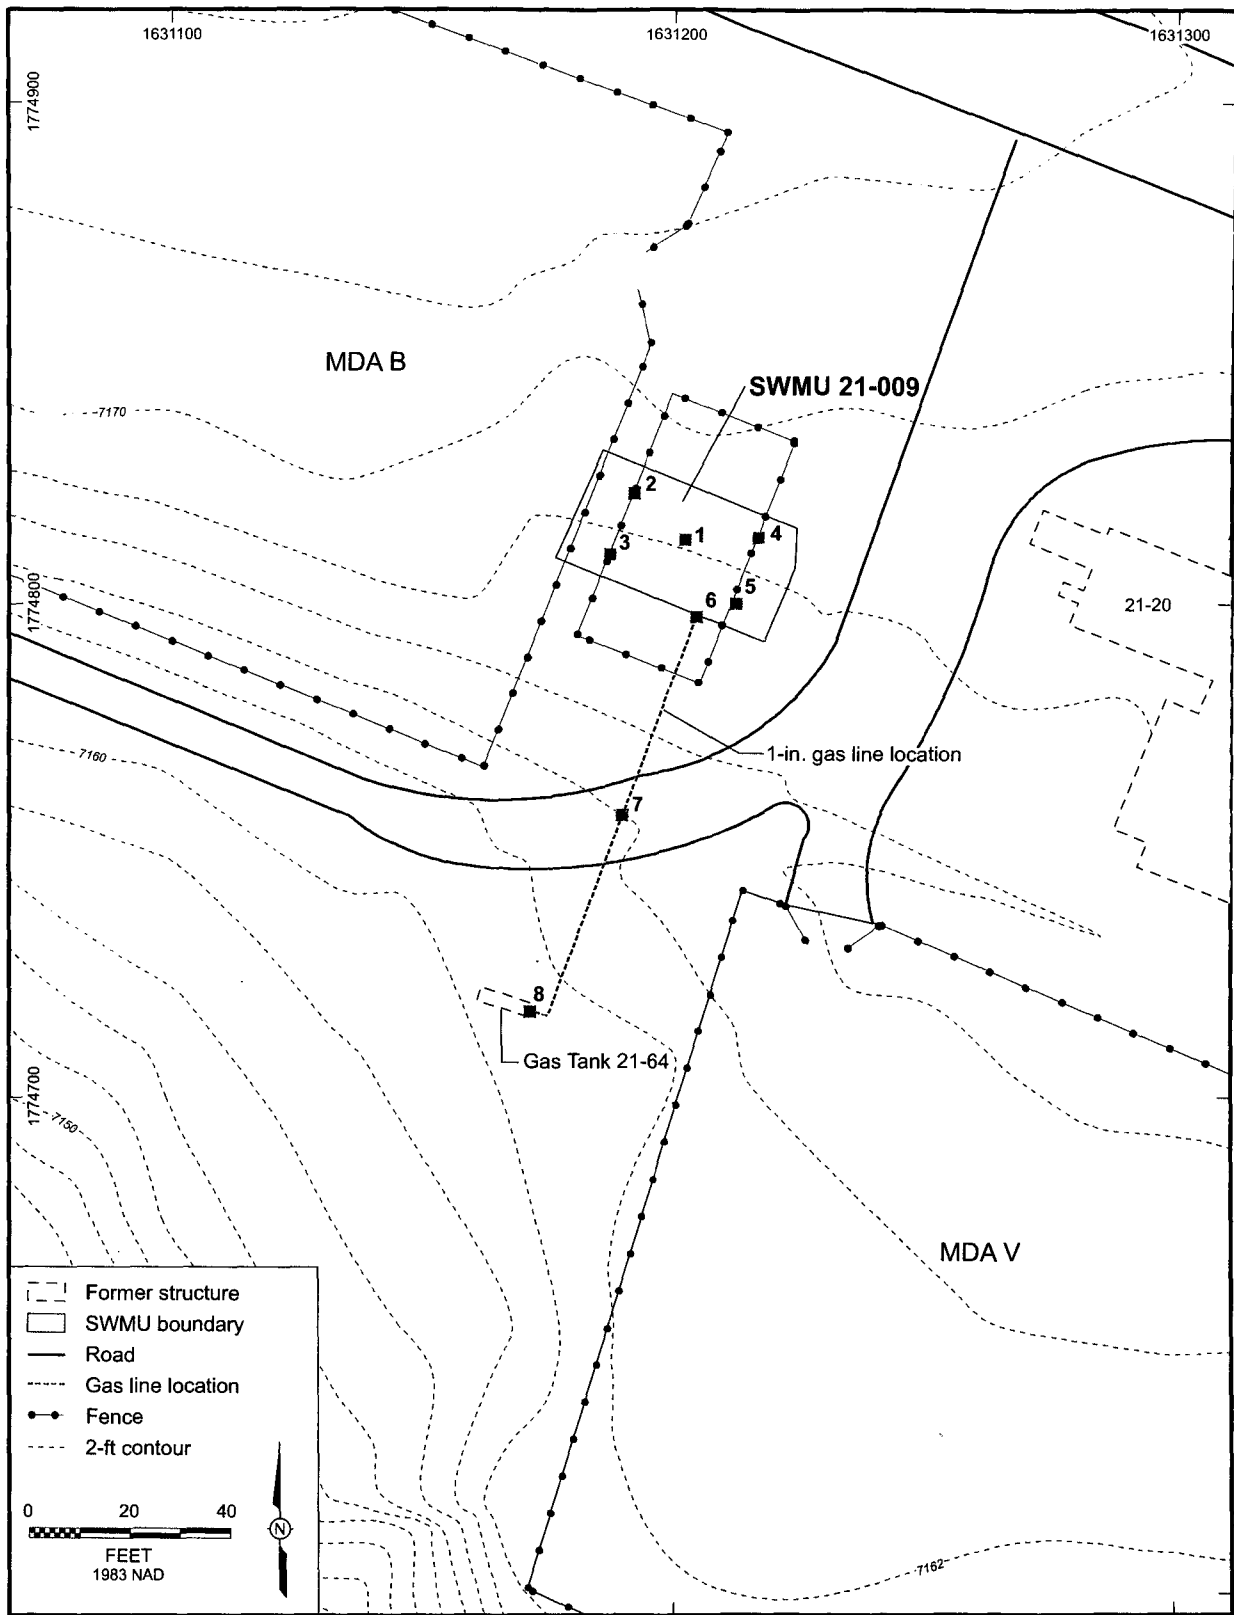 1631100
1631200
1631300
1774900
MDA B
SWMU 21-009
7170
2
1
4
3
5
6
1774800
21-20
7160
1-in. gas line location
7
8
Gas Tank 21-64
1774700
7150
MDA V
Former structure
SWMU boundary
Road
Gas line location
Fence
2-ft contour
0 20 40
FEET
1983 NAD
N
7162